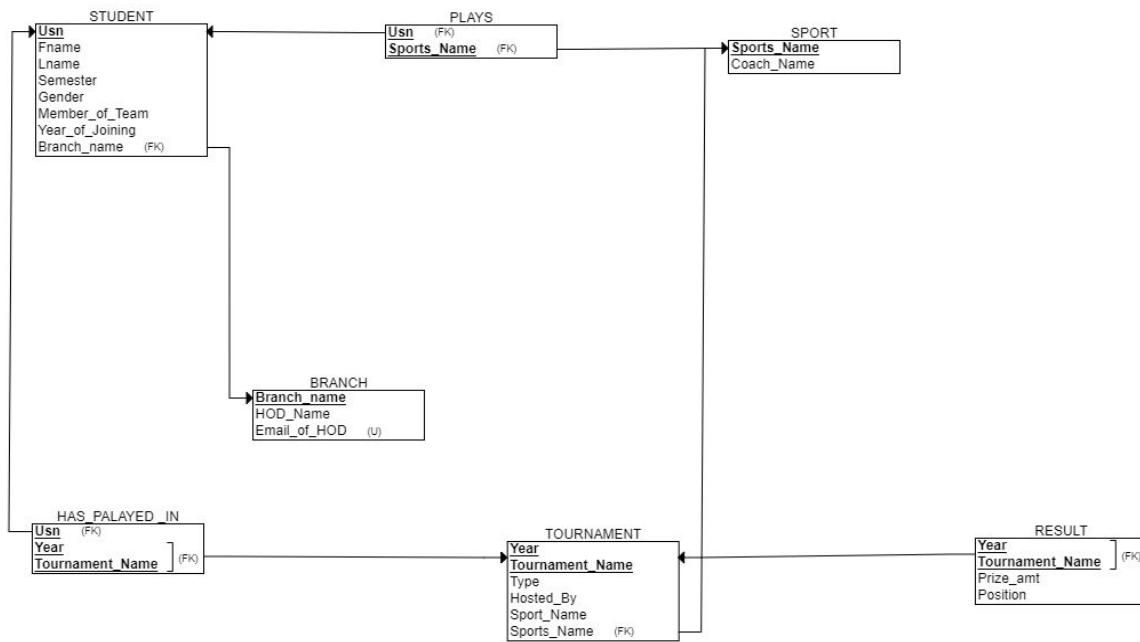 STUDENT
Usn
Fname
Lname
Semester
Gender
Member_of_Team
Year_of_Joining
Branch_name (FK)
PLAYS
Usn (FK)
Sports_Name (FK)
SPORT
Sports_Name
Coach_Name
BRANCH
Branch_name
HOD_Name
Email_of_HOD (U)
HAS_PALAYED _IN
Usn (FK)
Year
Tournament_Name (FK)
TOURNAMENT
Year
Tournament_Name
Type
Hosted_By
Sport_Name
Sports_Name (FK)
RESULT
Year
Tournament_Name (FK)
Prize_amt
Position